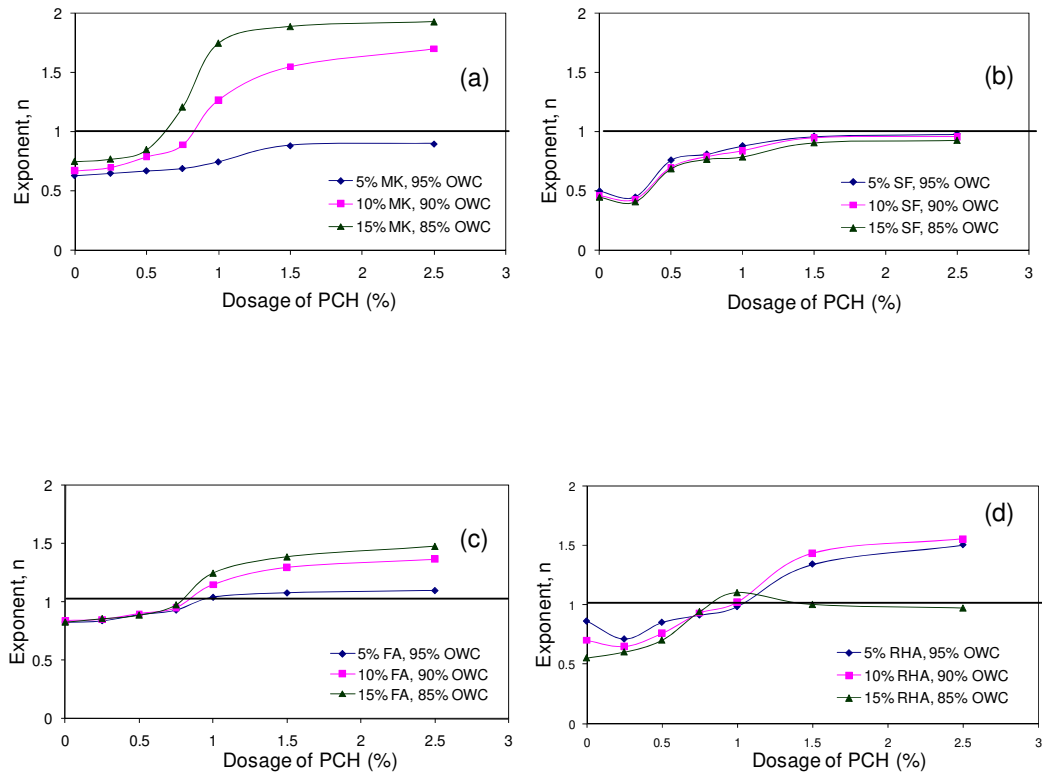 2
1.5
1
0.5
0
Exponent, n
(a)
5% MK, 95% OWC
10% MK, 90% OWC
15% MK, 85% OWC
0 0.5 1 1.5 2 2.5 3
Dosage of PCH (%)
2
1.5
1
0.5
0
Exponent, n
(b)
5% SF, 95% OWC
10% SF, 90% OWC
15% SF, 85% OWC
0 0.5 1 1.5 2 2.5 3
Dosage of PCH (%)
2
1.5
1
0.5
0
Exponent, n
(c)
5% FA, 95% OWC
10% FA, 90% OWC
15% FA, 85% OWC
0 0.5 1 1.5 2 2.5 3
Dosage of PCH (%)
2
1.5
1
0.5
0
Exponent, n
(d)
5% RHA, 95% OWC
10% RHA, 90% OWC
15% RHA, 85% OWC
0 0.5 1 1.5 2 2.5 3
Dosage of PCH (%)